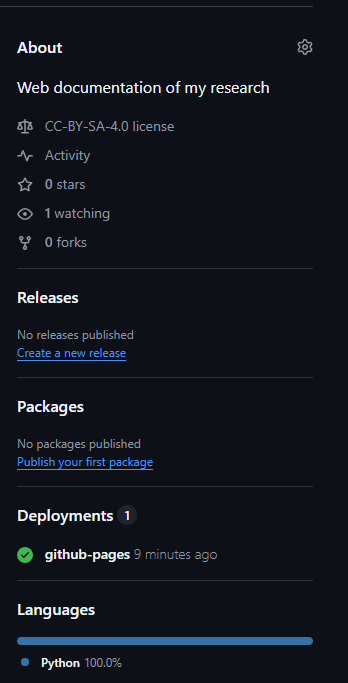 About
Web documentation of my research
CC-BY-SA-4.0 license
Activity
0 stars
1 watching
0 forks
Releases
No releases published
Create a new release
Packages
No packages published
Publish your first package
Deployments 1
github-pages 9 minutes ago
Languages
Python 100.0%